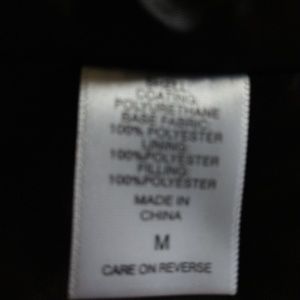 SHELL
COATING:
POLYURETHANE
BASE FABRIC:
100% POLYESTER
LINING:
100%POLYESTER
FILLING:
100%POLYESTER
MADE IN
CHINA
M
CARE ON REVERSE